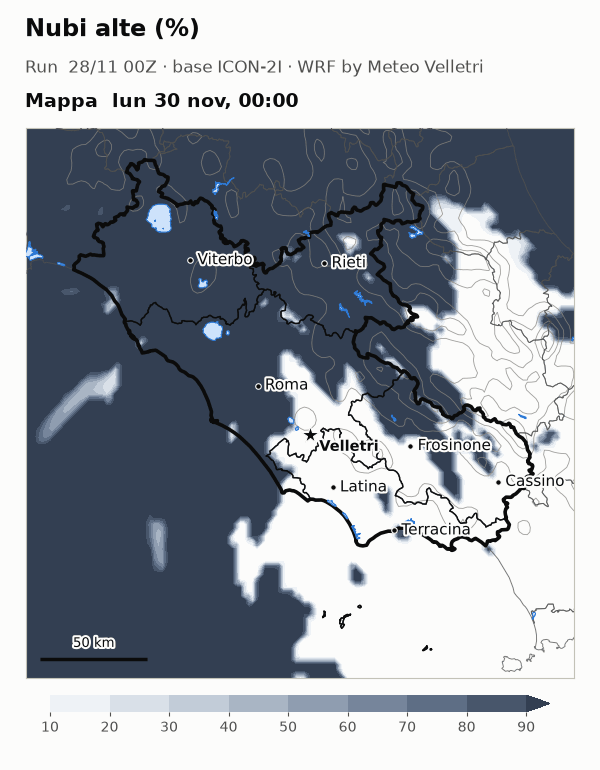 Nubi alte (%)
Run 28/11 00Z · base ICON-2I · WRF by Meteo Velletri
Mappa lun 30 nov, 00:00
Viterbo
Rieti
Roma
Velletri
Frosinone
Cassino
Latina
Terracina
50 km
10 20 30 40 50 60 70 80 90